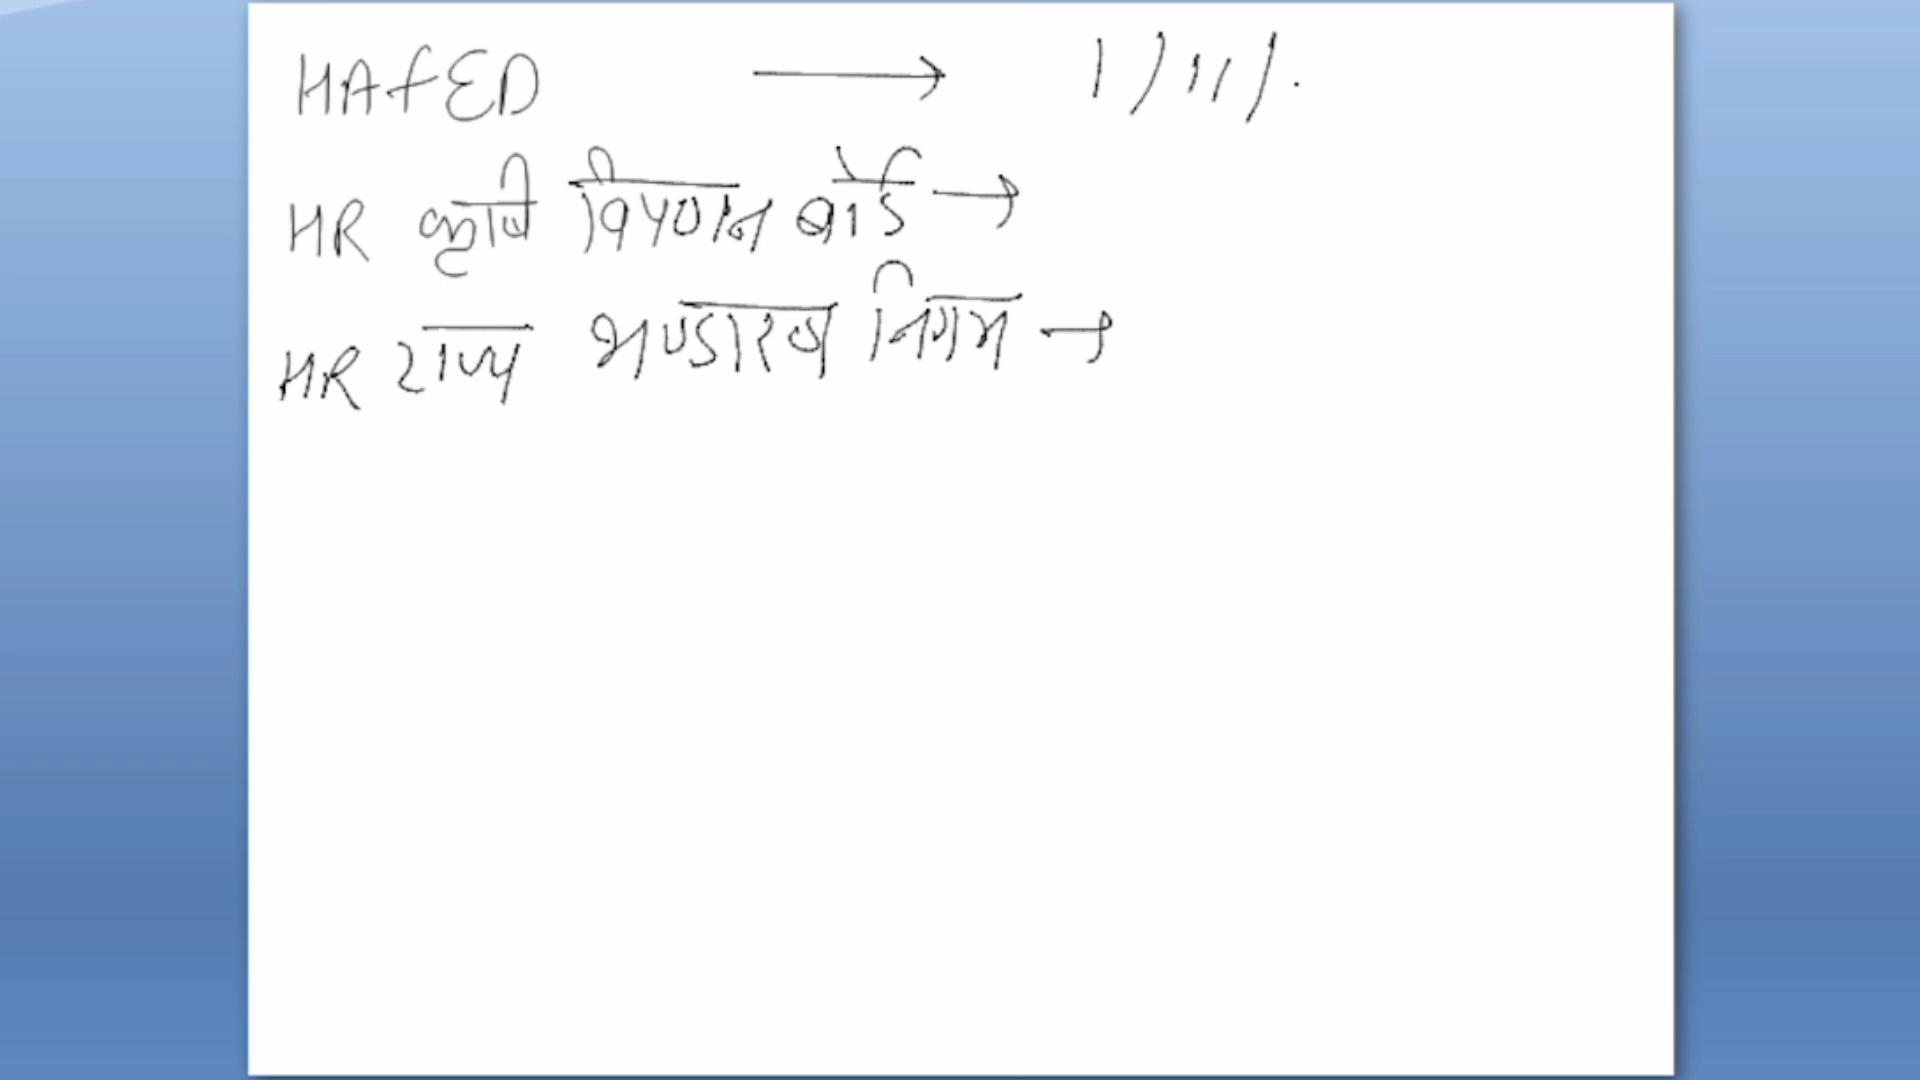 HAFED → 1/11/.
HR कृषि विपणन बोर्ड →
HR राज्य भण्डारण निगम →